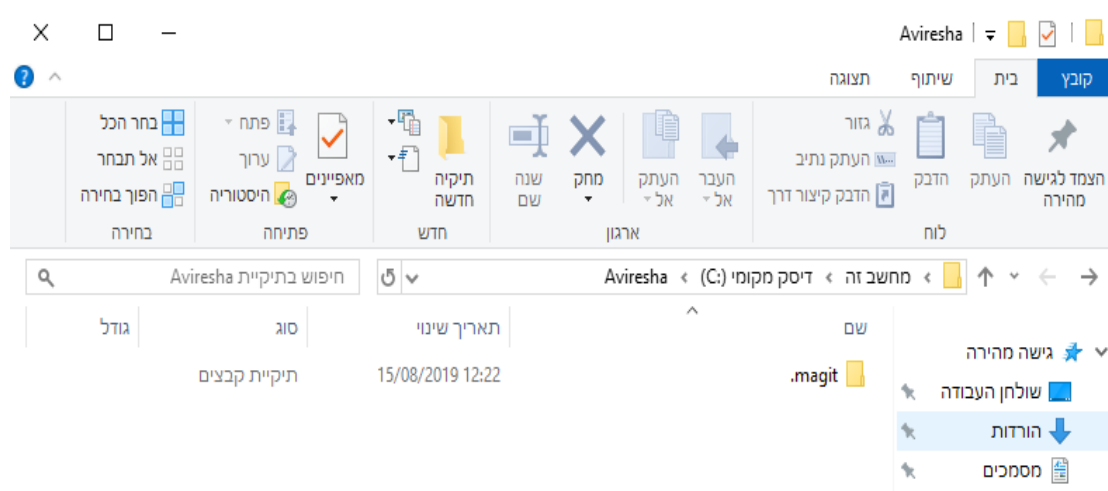 Aviresha
קובץ בית שיתוף תצוגה
הצמד לגישה מהירה
העתק
הדבק
גזור
העתק נתיב
הדבק קיצור דרך
לוח
העבר אל
העתק אל
מחק
שנה שם
ארגון
תיקיה חדשה
חדש
מאפיינים
פתח
ערוך
היסטוריה
פתיחה
בחר הכל
אל תבחר
הפוך בחירה
בחירה
מחשב זה › דיסק מקומי (C:) › Aviresha
חיפוש בתיקיית Aviresha
שם תאריך שינוי סוג גודל
.magit 15/08/2019 12:22 תיקיית קבצים
גישה מהירה
שולחן העבודה
הורדות
מסמכים